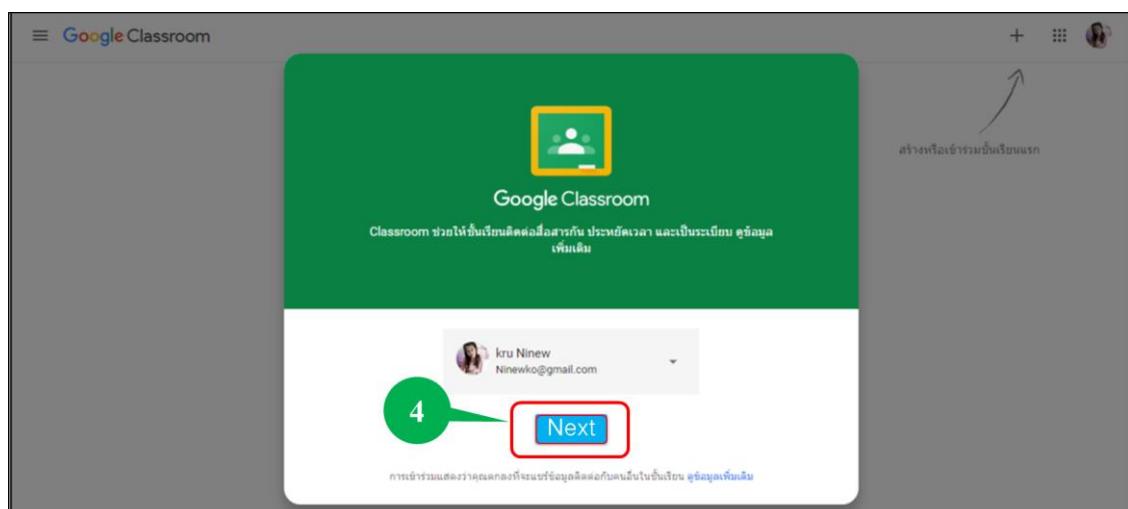 Google Classroom
สร้างหรือเข้าร่วมชั้นเรียนแรก
Google Classroom
Classroom ช่วยให้ชั้นเรียนติดต่อสื่อสารกัน ประหยัดเวลา และเป็นระเบียบ ดูข้อมูล
เพิ่มเติม
kru Ninew
Ninewko@gmail.com
4
Next
การเข้าร่วมแสดงว่าคุณตกลงที่จะแชร์ข้อมูลติดต่อกับคนอื่นในชั้นเรียน ดูข้อมูลเพิ่มเติม